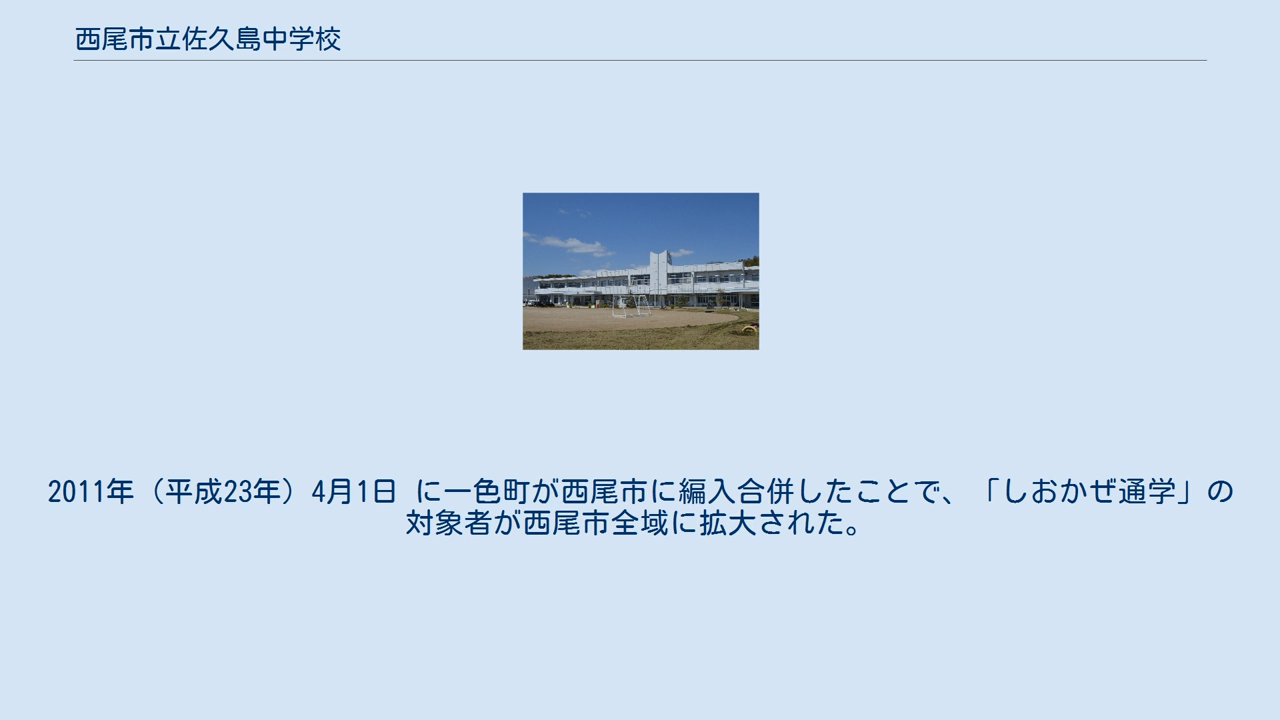 西尾市立佐久島中学校
2011年（平成23年）4月1日 に一色町が西尾市に編入合併したことで、「しおかぜ通学」の
対象者が西尾市全域に拡大された。